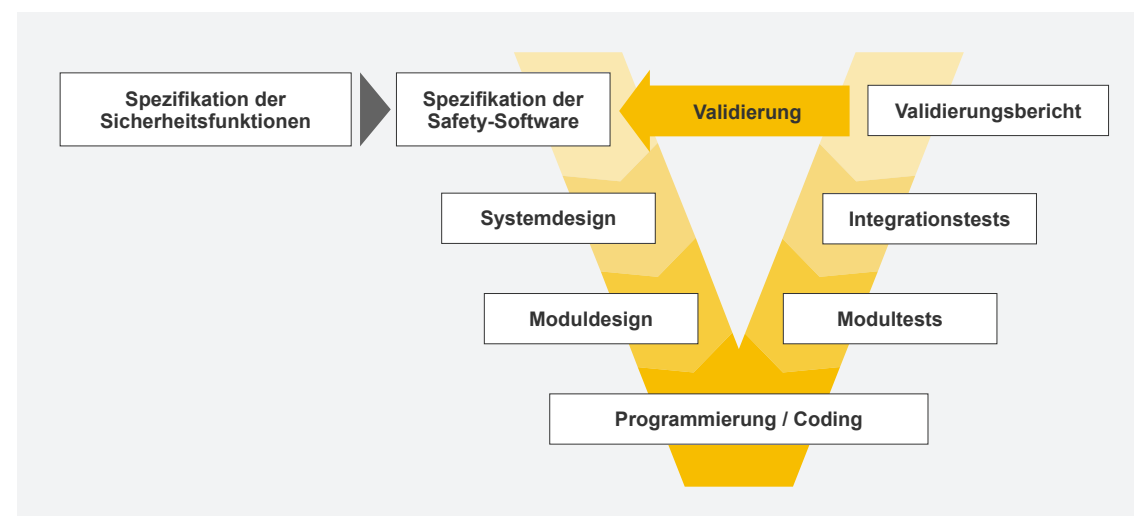 Spezifikation der
Sicherheitsfunktionen
Spezifikation der
Safety-Software
Validierung
Validierungsbericht
Systemdesign
Integrationstests
Moduldesign
Modultests
Programmierung / Coding